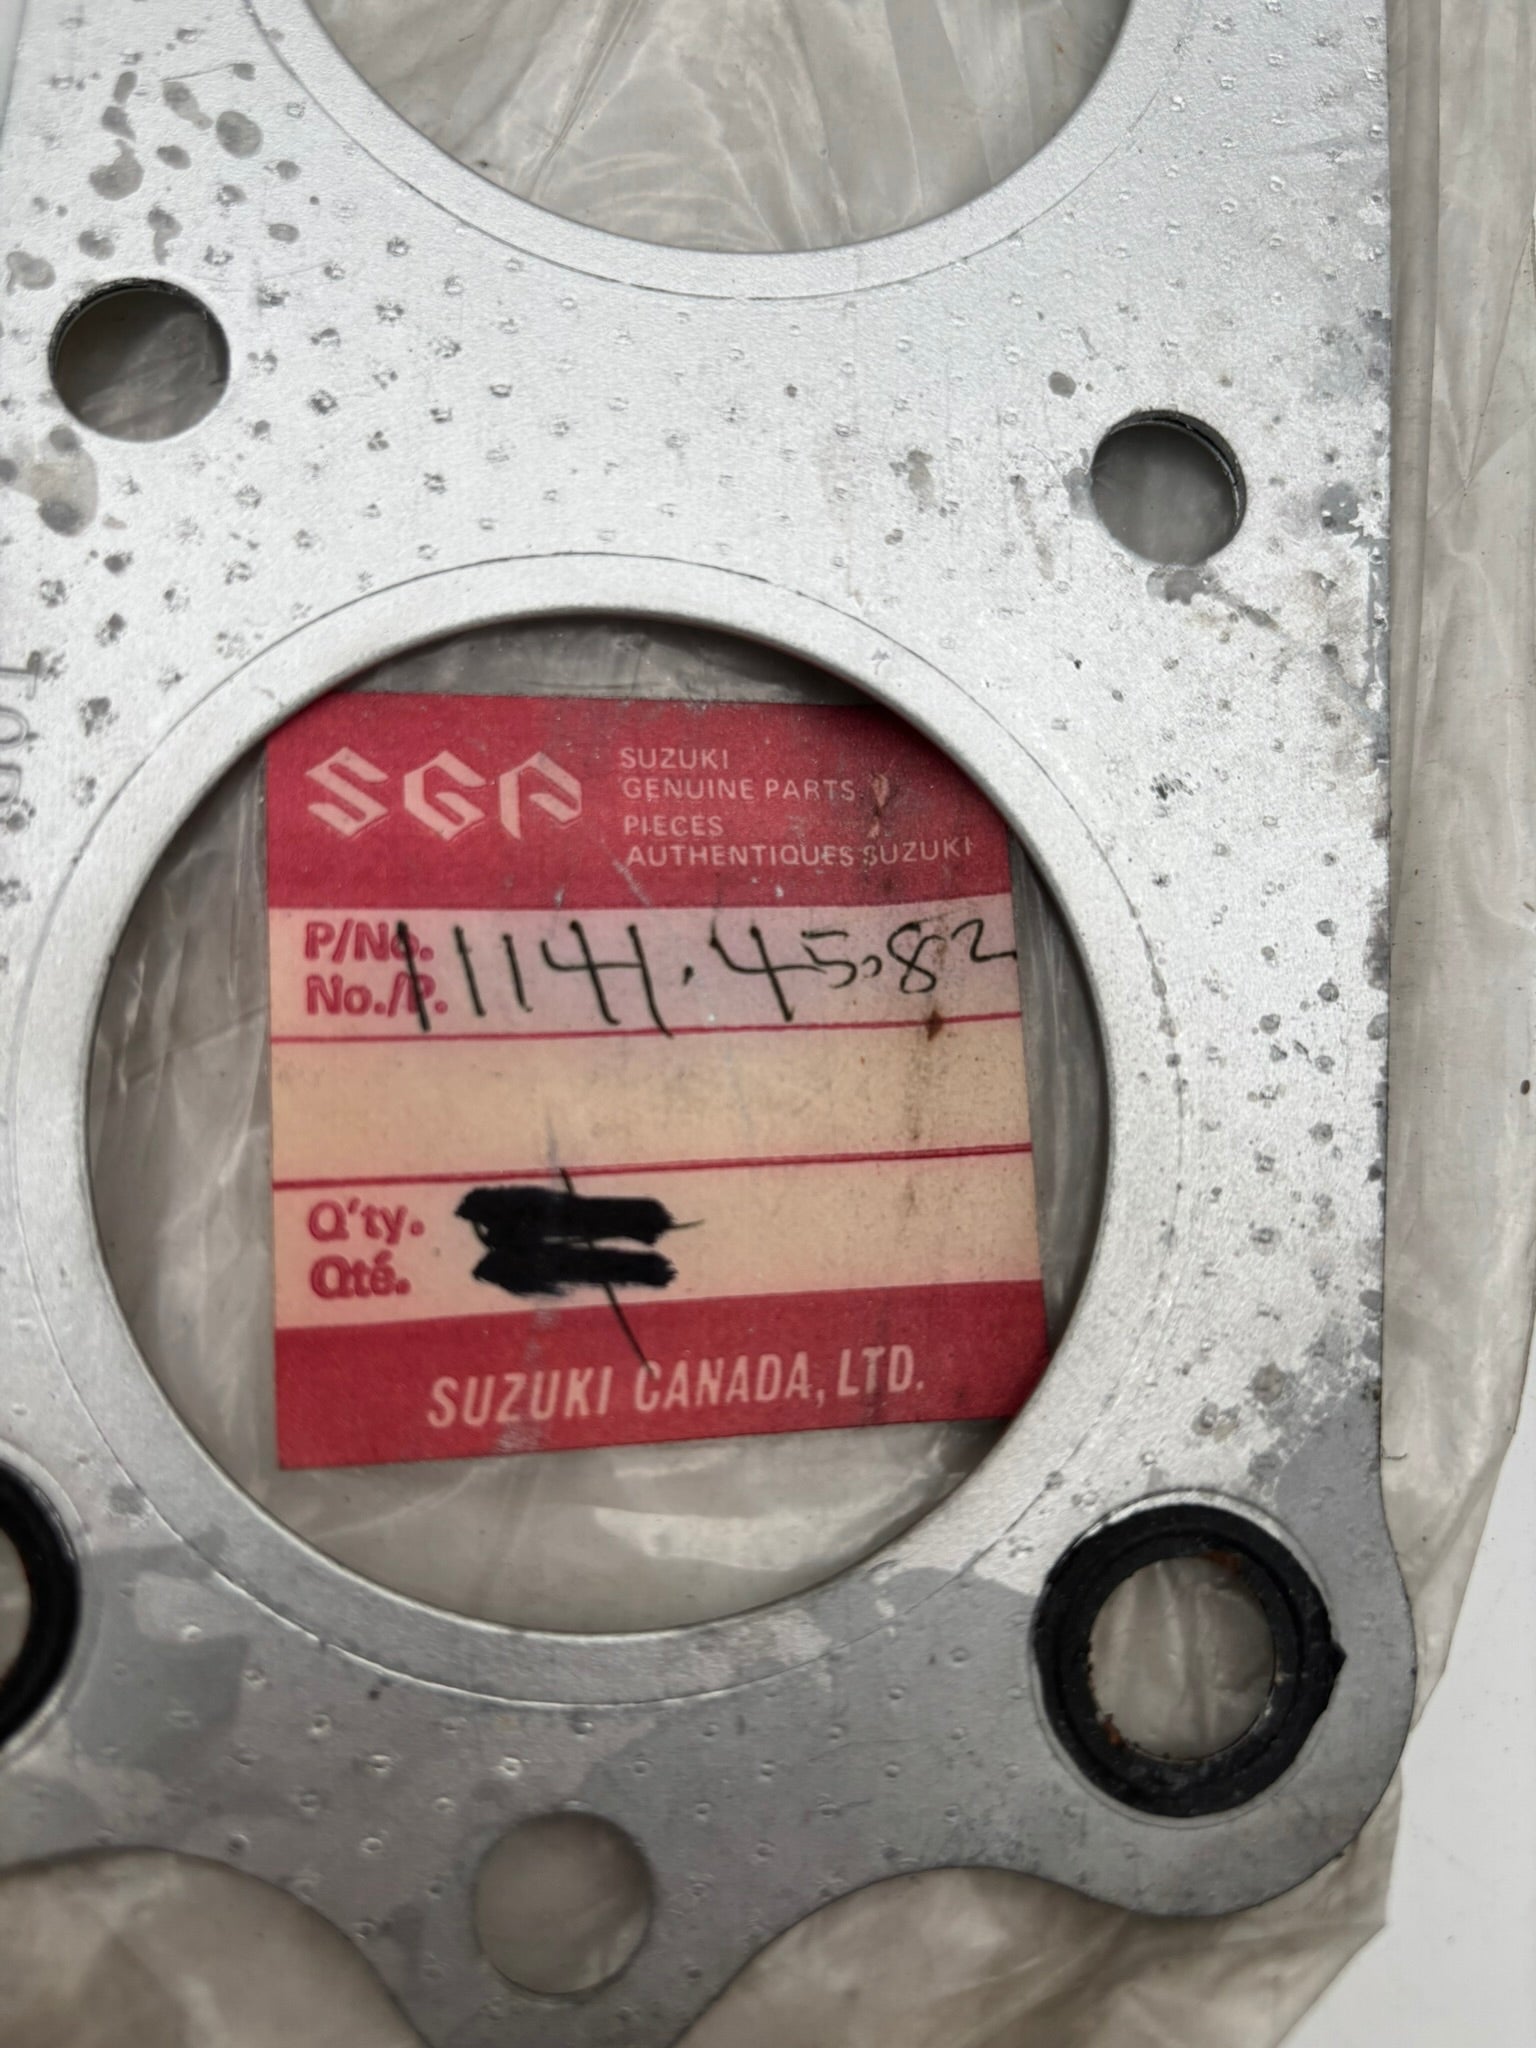 SGP
SUZUKI
GENUINE PARTS
PIECES
AUTHENTIQUES SUZUKI
P/No.
No./P.
11141.45.82
Q'ty.
Qté.
SUZUKI CANADA, LTD.